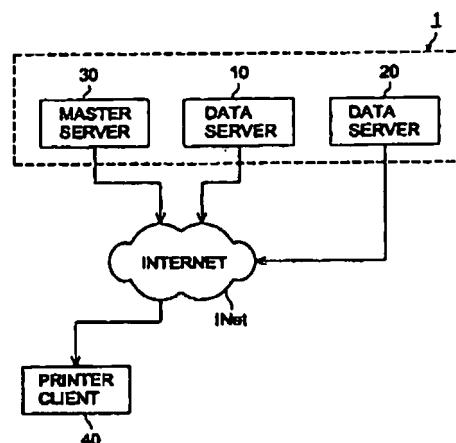 1
30
10
20
MASTER
SERVER
DATA
SERVER
DATA
SERVER
INTERNET
INet
PRINTER
CLIENT
40